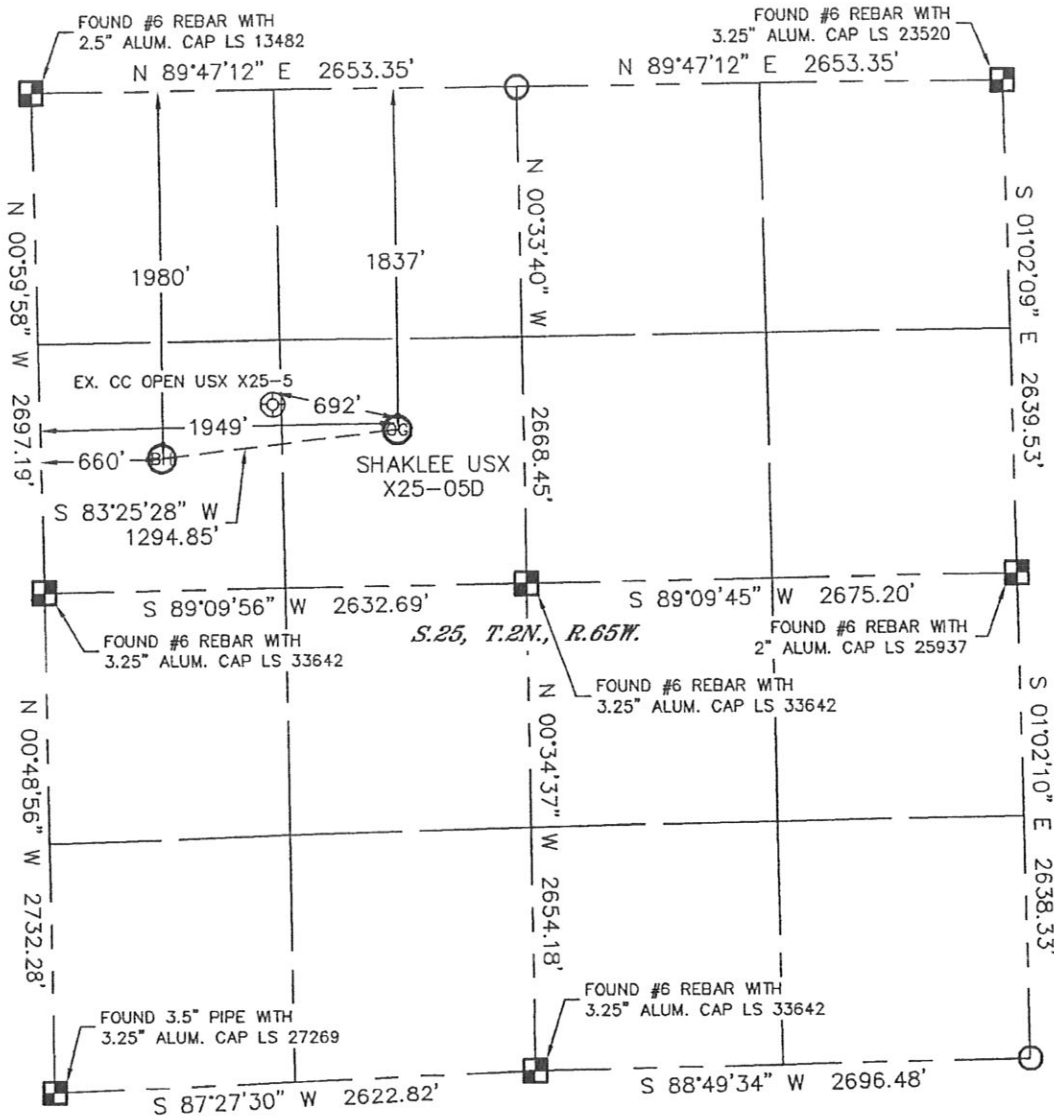 FOUND #6 REBAR WITH
2.5" ALUM. CAP LS 13482
FOUND #6 REBAR WITH
3.25" ALUM. CAP LS 23520
N 89°47'12" E 2653.35'
N 89°47'12" E 2653.35'
N 00°59'58" W 2697.19'
1980'
1837'
N 00°33'40" W 2668.45'
S 01°02'09" E 2639.53'
EX. CC OPEN USX X25-5
692'
1949'
OG
660'
BH
SHAKLEE USX
X25-05D
S 83°25'28" W
1294.85'
S 89°09'56" W 2632.69'
S 89°09'45" W 2675.20'
FOUND #6 REBAR WITH
3.25" ALUM. CAP LS 33642
S.25, T.2N., R.65W.
FOUND #6 REBAR WITH
2" ALUM. CAP LS 25937
FOUND #6 REBAR WITH
3.25" ALUM. CAP LS 33642
N 00°48'56" W 2732.28'
N 00°34'37" W 2654.18'
S 01°02'10" E 2638.33'
FOUND 3.5" PIPE WITH
3.25" ALUM. CAP LS 27269
FOUND #6 REBAR WITH
3.25" ALUM. CAP LS 33642
S 87°27'30" W 2622.82'
S 88°49'34" W 2696.48'